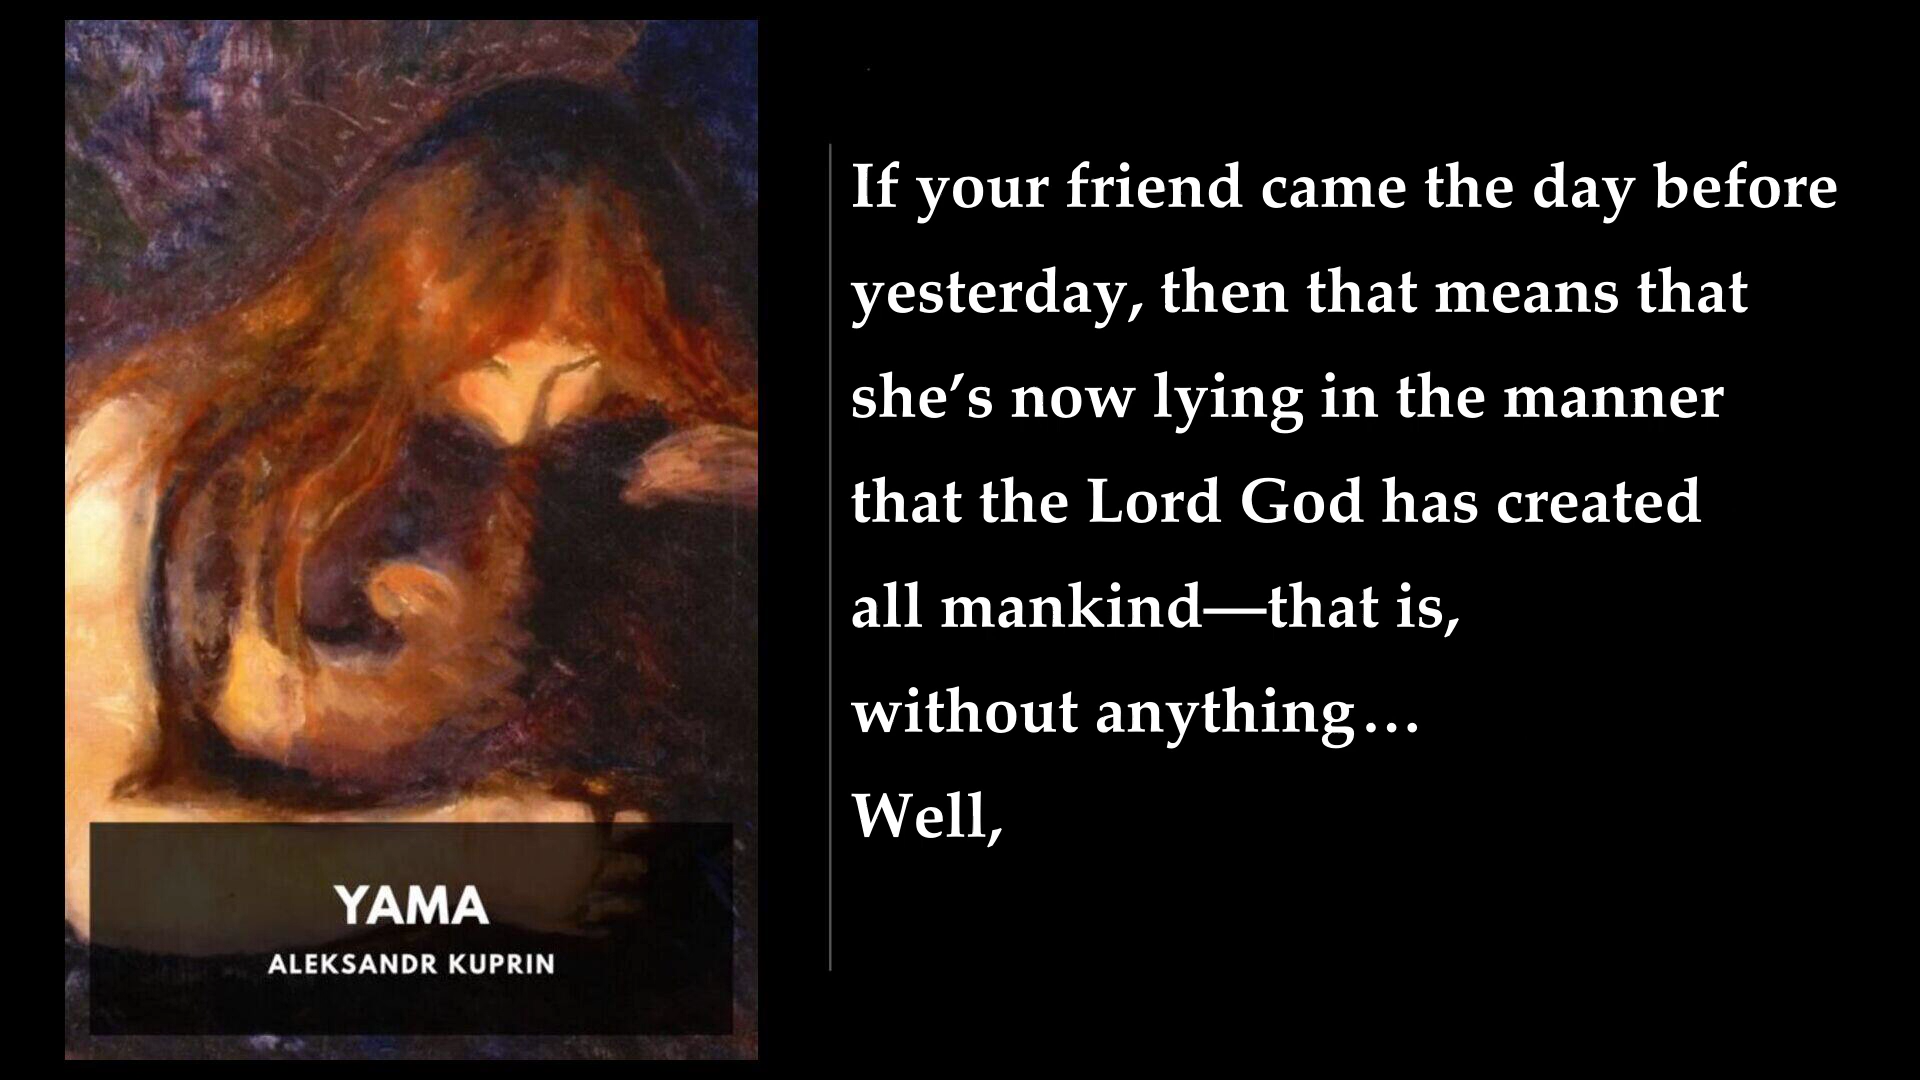 YAMA
ALEKSANDR KUPRIN
If your friend came the day before
yesterday, then that means that
she’s now lying in the manner
that the Lord God has created
all mankind—that is,
without anything…
Well,